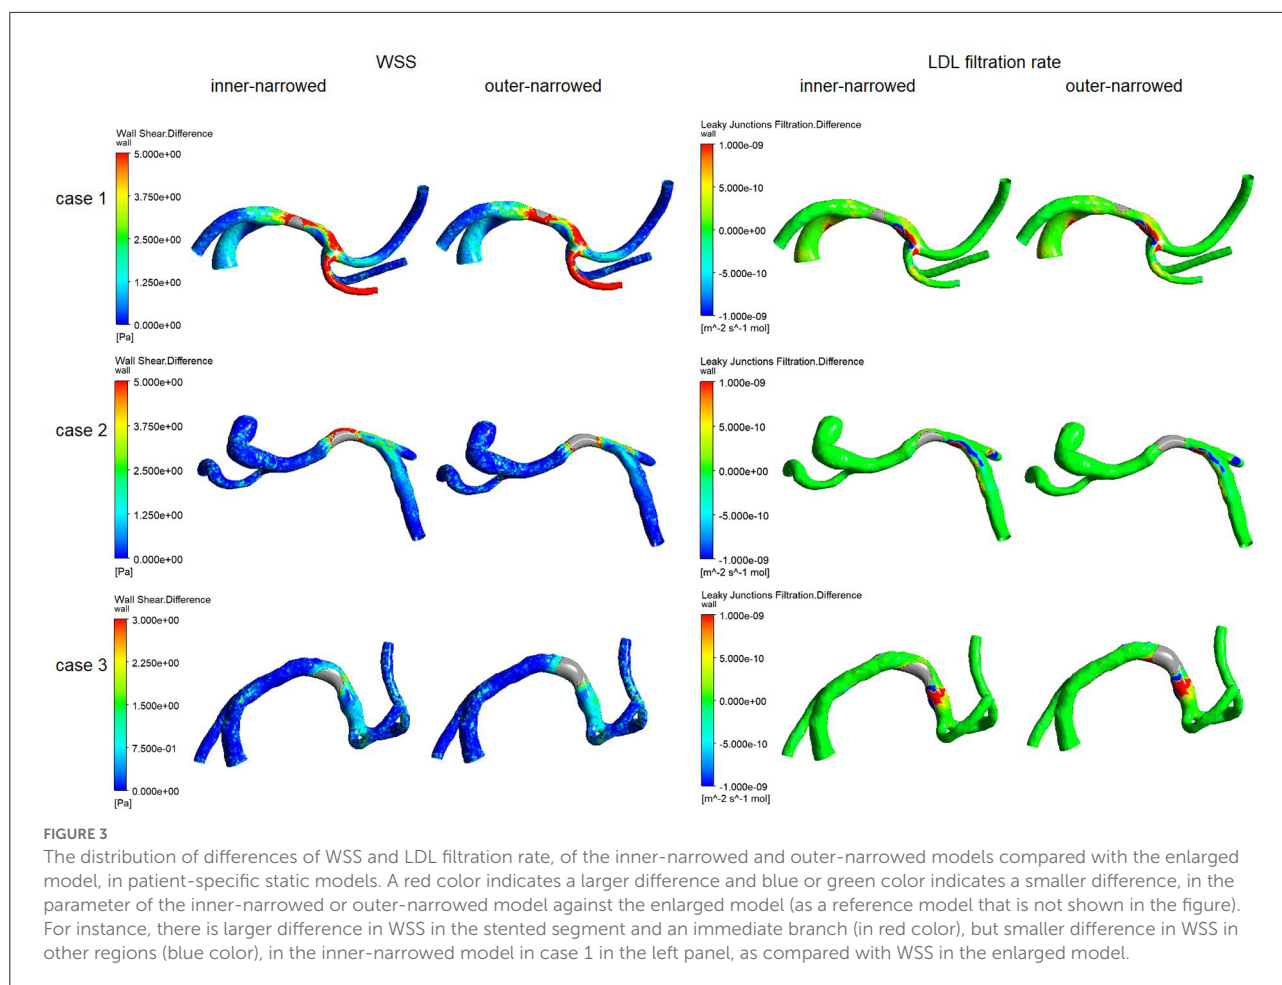 WSS
LDL filtration rate
inner-narrowed
outer-narrowed
inner-narrowed
outer-narrowed
case 1
Wall Shear.Difference
wall
5.000e+00
3.750e+00
2.500e+00
1.250e+00
0.000e+00
[Pa]
Leaky Junctions Filtration.Difference
wall
1.000e-09
5.000e-10
0.000e+00
-5.000e-10
-1.000e-09
[m^-2 s^-1 mol]
case 2
Wall Shear.Difference
wall
5.000e+00
3.750e+00
2.500e+00
1.250e+00
0.000e+00
[Pa]
Leaky Junctions Filtration.Difference
wall
1.000e-09
5.000e-10
0.000e+00
-5.000e-10
-1.000e-09
[m^-2 s^-1 mol]
case 3
Wall Shear.Difference
wall
3.000e+00
2.250e+00
1.500e+00
7.500e-01
0.000e+00
[Pa]
Leaky Junctions Filtration.Difference
wall
1.000e-09
5.000e-10
0.000e+00
-5.000e-10
-1.000e-09
[m^-2 s^-1 mol]
FIGURE 3
The distribution of differences of WSS and LDL filtration rate, of the inner-narrowed and outer-narrowed models compared with the enlarged
model, in patient-specific static models. A red color indicates a larger difference and blue or green color indicates a smaller difference, in the
parameter of the inner-narrowed or outer-narrowed model against the enlarged model (as a reference model that is not shown in the figure).
For instance, there is larger difference in WSS in the stented segment and an immediate branch (in red color), but smaller difference in WSS in
other regions (blue color), in the inner-narrowed model in case 1 in the left panel, as compared with WSS in the enlarged model.